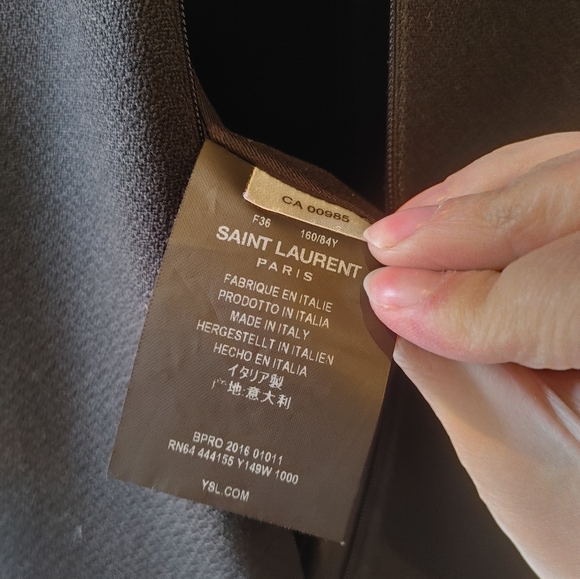 CA 00985
F36 160/84Y
SAINT LAURENT
PARIS
FABRIQUE EN ITALIE
PRODOTTO IN ITALIA
MADE IN ITALY
HERGESTELLT IN ITALIEN
HECHO EN ITALIA
イタリア製
产地:意大利
BPRO 2016 01011
RN64 444155 Y149W 1000
YSL.COM